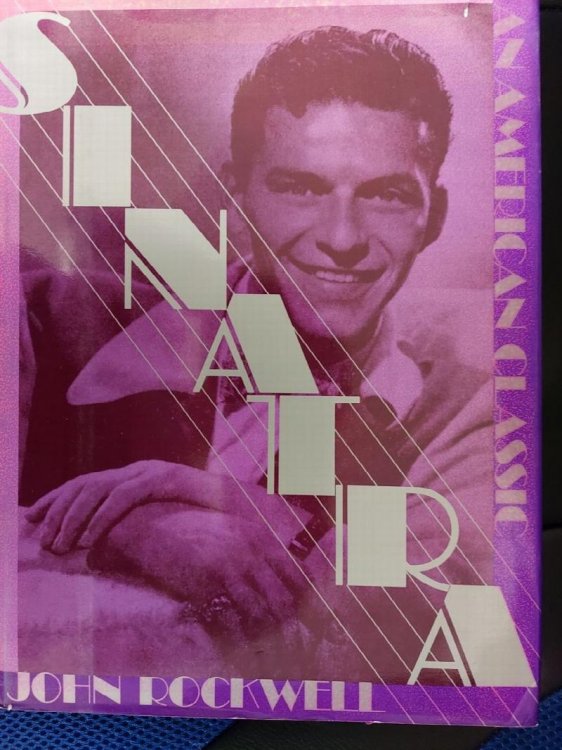 SINATRA
AN AMERICAN CLASSIC
JOHN ROCKWELL